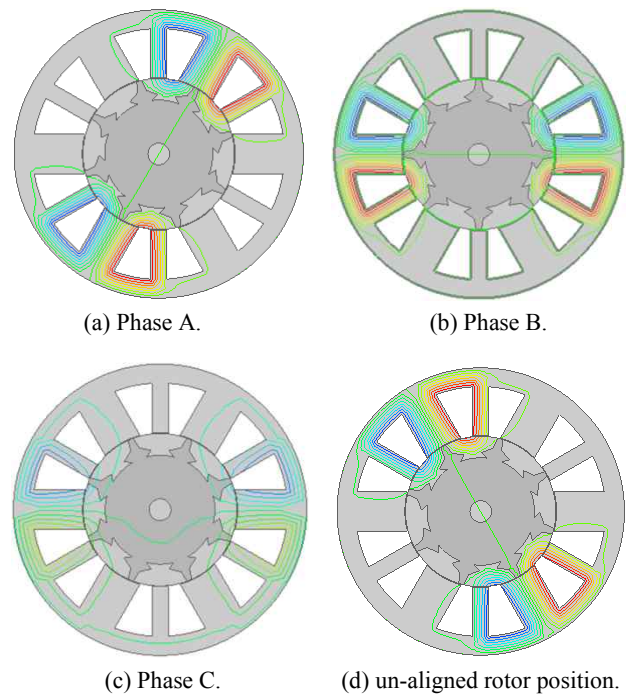 (a) Phase A.
(b) Phase B.
(c) Phase C.
(d) un-aligned rotor position.